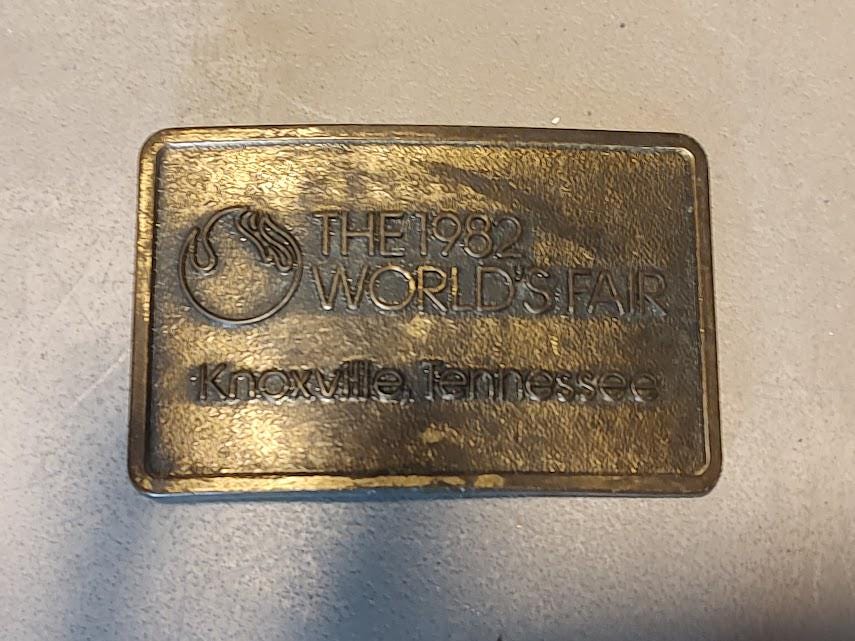 THE 1982
WORLD'S FAIR
Knoxville, Tennessee